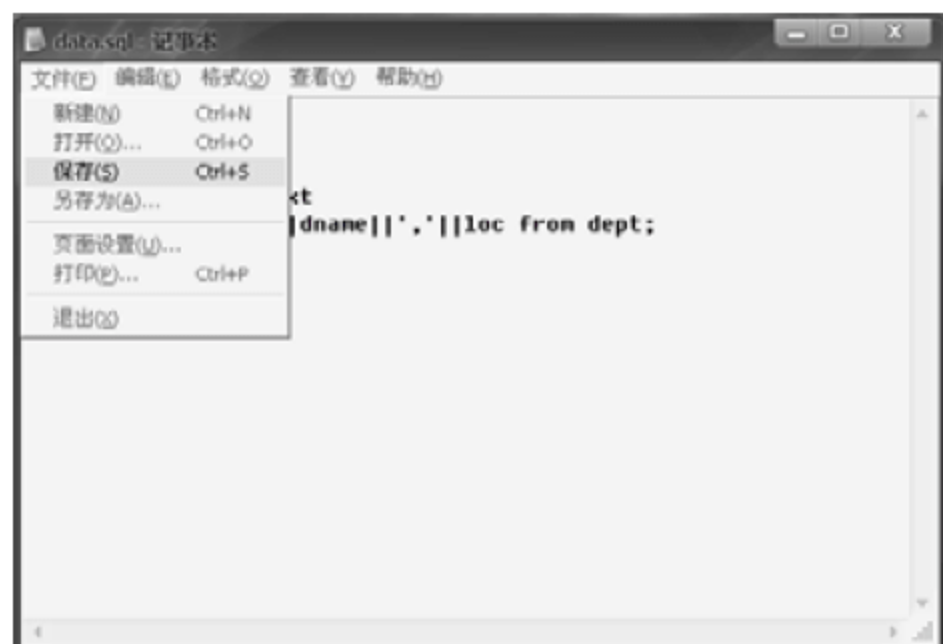 data.sql - 记事本
文件(F) 编辑(E) 格式(O) 查看(V) 帮助(H)
新建(N) Ctrl+N
打开(O)... Ctrl+O
保存(S) Ctrl+S
另存为(A)...
xt
|dname||','||loc from dept;
页面设置(U)...
打印(P)... Ctrl+P
退出(X)